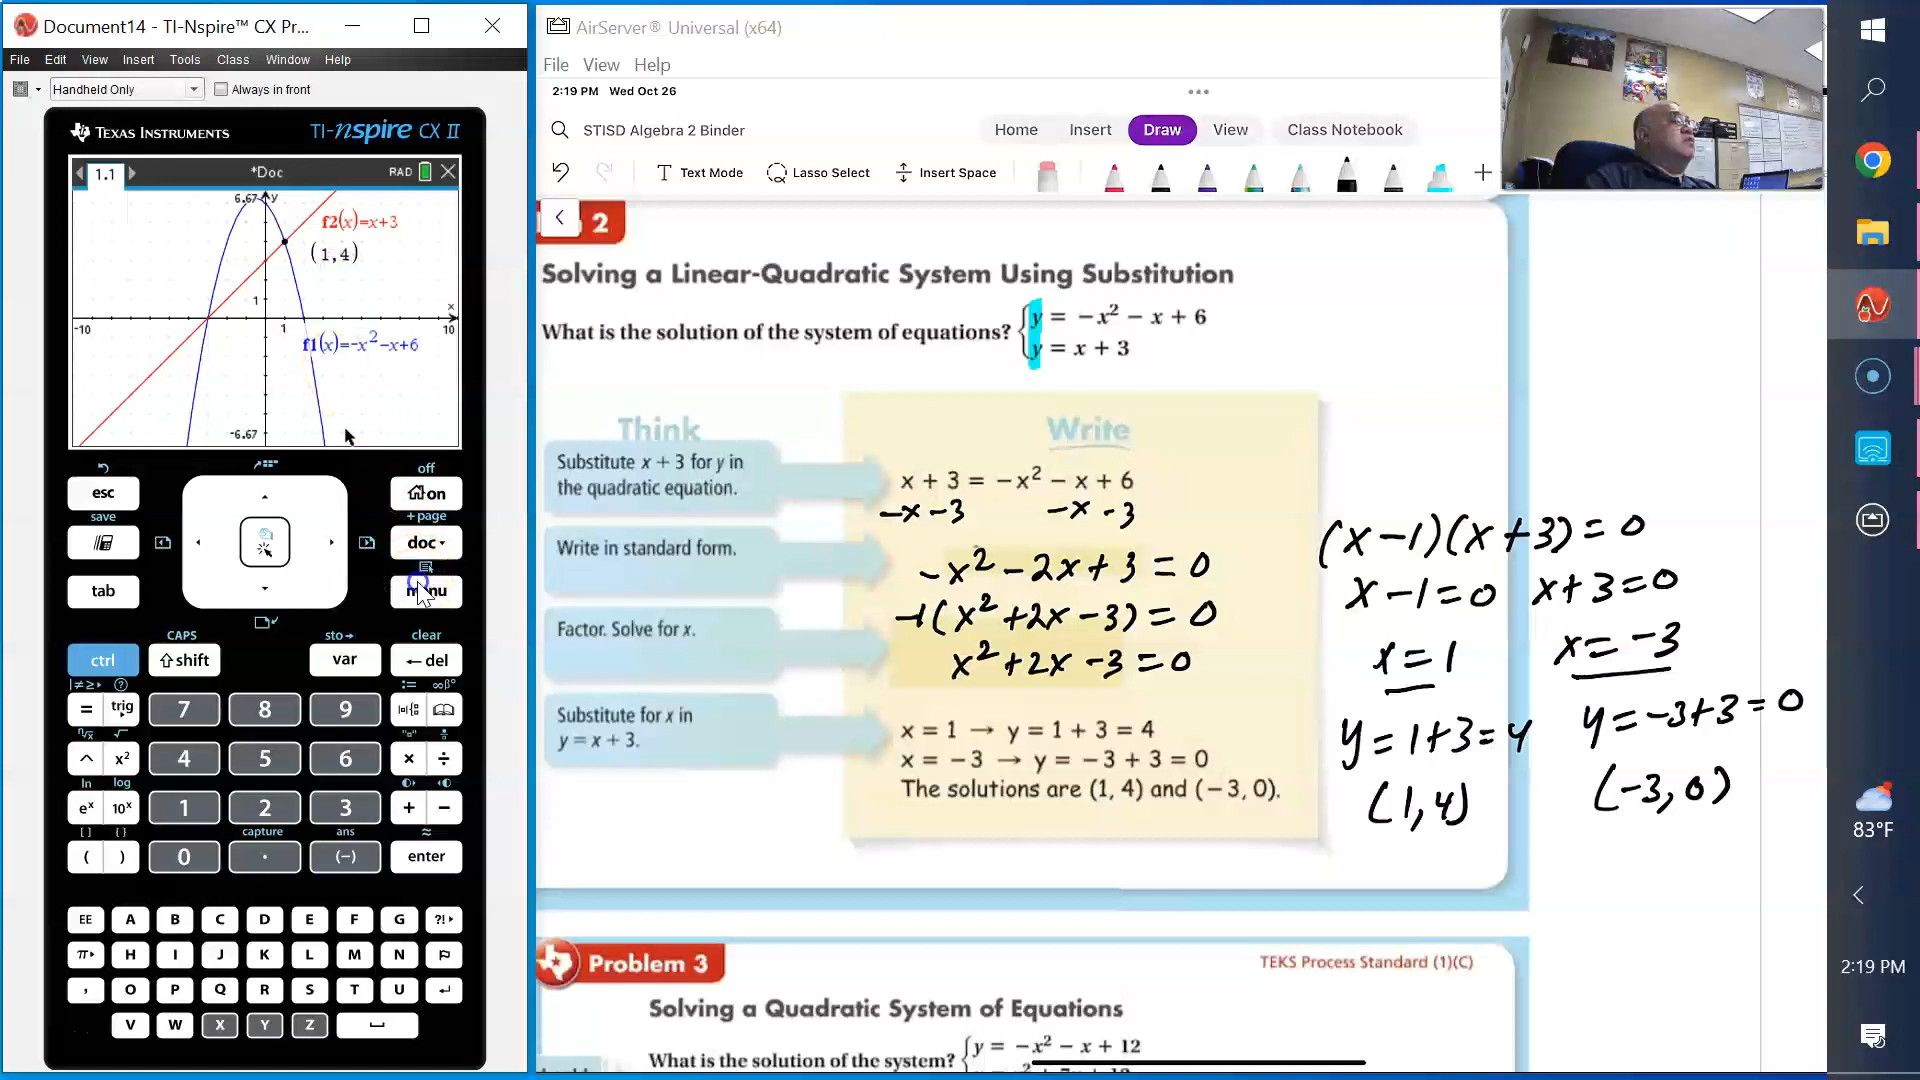 Document14 - TI-Nspire™ CX Pr...
File Edit View Insert Tools Class Window Help
Handheld Only
Always in front
TEXAS INSTRUMENTS
TI-nspire CX II
1.1
*Doc
RAD
6.67 y
f2(x)=x+3
(1,4)
1
x
-10
1
10
f1(x)=-x²-x+6
-6.67
off
esc
on
save
+page
doc
tab
menu
CAPS
sto→
clear
ctrl
shift
var
←del
= trig 7 8 9
^ x² 4 5 6 × ÷
ln log
eˣ 10ˣ 1 2 3 + −
[] {} capture ans ≈
( ) 0 . (−) enter
EE A B C D E F G ?!▸
π▸ H I J K L M N
, O P Q R S T U ↵
V W X Y Z
AirServer® Universal (x64)
File View Help
2:19 PM Wed Oct 26
STISD Algebra 2 Binder
Home Insert Draw View Class Notebook
Text Mode
Lasso Select
Insert Space
2
Solving a Linear-Quadratic System Using Substitution
What is the solution of the system of equations? { y = −x² − x + 6
y = x + 3
Think
Write
Substitute x + 3 for y in
the quadratic equation.
x + 3 = −x² − x + 6
−x −3 −x −3
Write in standard form.
−x² − 2x + 3 = 0
−1(x² + 2x − 3) = 0
Factor. Solve for x.
x² + 2x − 3 = 0
Substitute for x in
y = x + 3.
x = 1 → y = 1 + 3 = 4
x = −3 → y = −3 + 3 = 0
The solutions are (1, 4) and (−3, 0).
(x−1)(x+3) = 0
x−1=0 x+3=0
x=1 x=−3
y=1+3=4 y=−3+3=0
(1,4) (−3,0)
Problem 3
TEKS Process Standard (1)(C)
Solving a Quadratic System of Equations
What is the solution of the system? { y = −x² − x + 12
83°F
2:19 PM